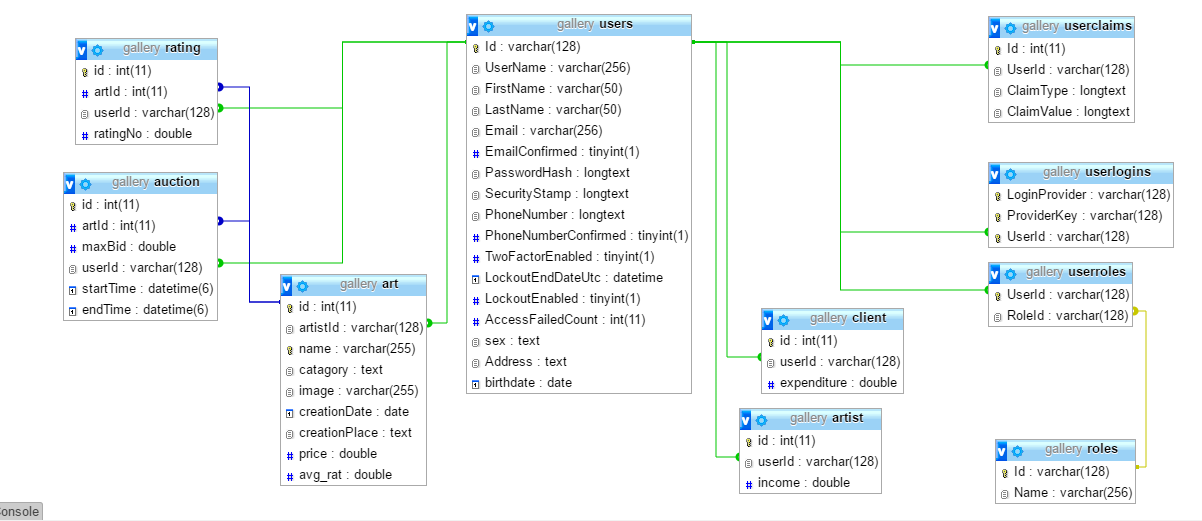 gallery rating
id : int(11)
artId : int(11)
userId : varchar(128)
ratingNo : double
gallery auction
id : int(11)
artId : int(11)
maxBid : double
userId : varchar(128)
startTime : datetime(6)
endTime : datetime(6)
gallery art
id : int(11)
artistId : varchar(128)
name : varchar(255)
catagory : text
image : varchar(255)
creationDate : date
creationPlace : text
price : double
avg_rat : double
gallery users
Id : varchar(128)
UserName : varchar(256)
FirstName : varchar(50)
LastName : varchar(50)
Email : varchar(256)
EmailConfirmed : tinyint(1)
PasswordHash : longtext
SecurityStamp : longtext
PhoneNumber : longtext
PhoneNumberConfirmed : tinyint(1)
TwoFactorEnabled : tinyint(1)
LockoutEndDateUtc : datetime
LockoutEnabled : tinyint(1)
AccessFailedCount : int(11)
sex : text
Address : text
birthdate : date
gallery client
id : int(11)
userId : varchar(128)
expenditure : double
gallery artist
id : int(11)
userId : varchar(128)
income : double
gallery userclaims
Id : int(11)
UserId : varchar(128)
ClaimType : longtext
ClaimValue : longtext
gallery userlogins
LoginProvider : varchar(128)
ProviderKey : varchar(128)
UserId : varchar(128)
gallery userroles
UserId : varchar(128)
RoleId : varchar(128)
gallery roles
Id : varchar(128)
Name : varchar(256)
onsole